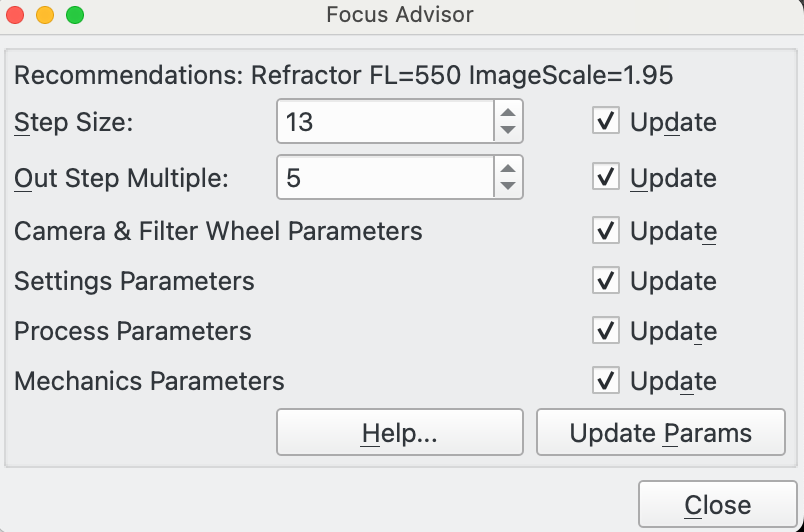 Focus Advisor
Recommendations: Refractor FL=550 ImageScale=1.95
Step Size: 13 Update
Out Step Multiple: 5 Update
Camera & Filter Wheel Parameters Update
Settings Parameters Update
Process Parameters Update
Mechanics Parameters Update
Help... Update Params
Close